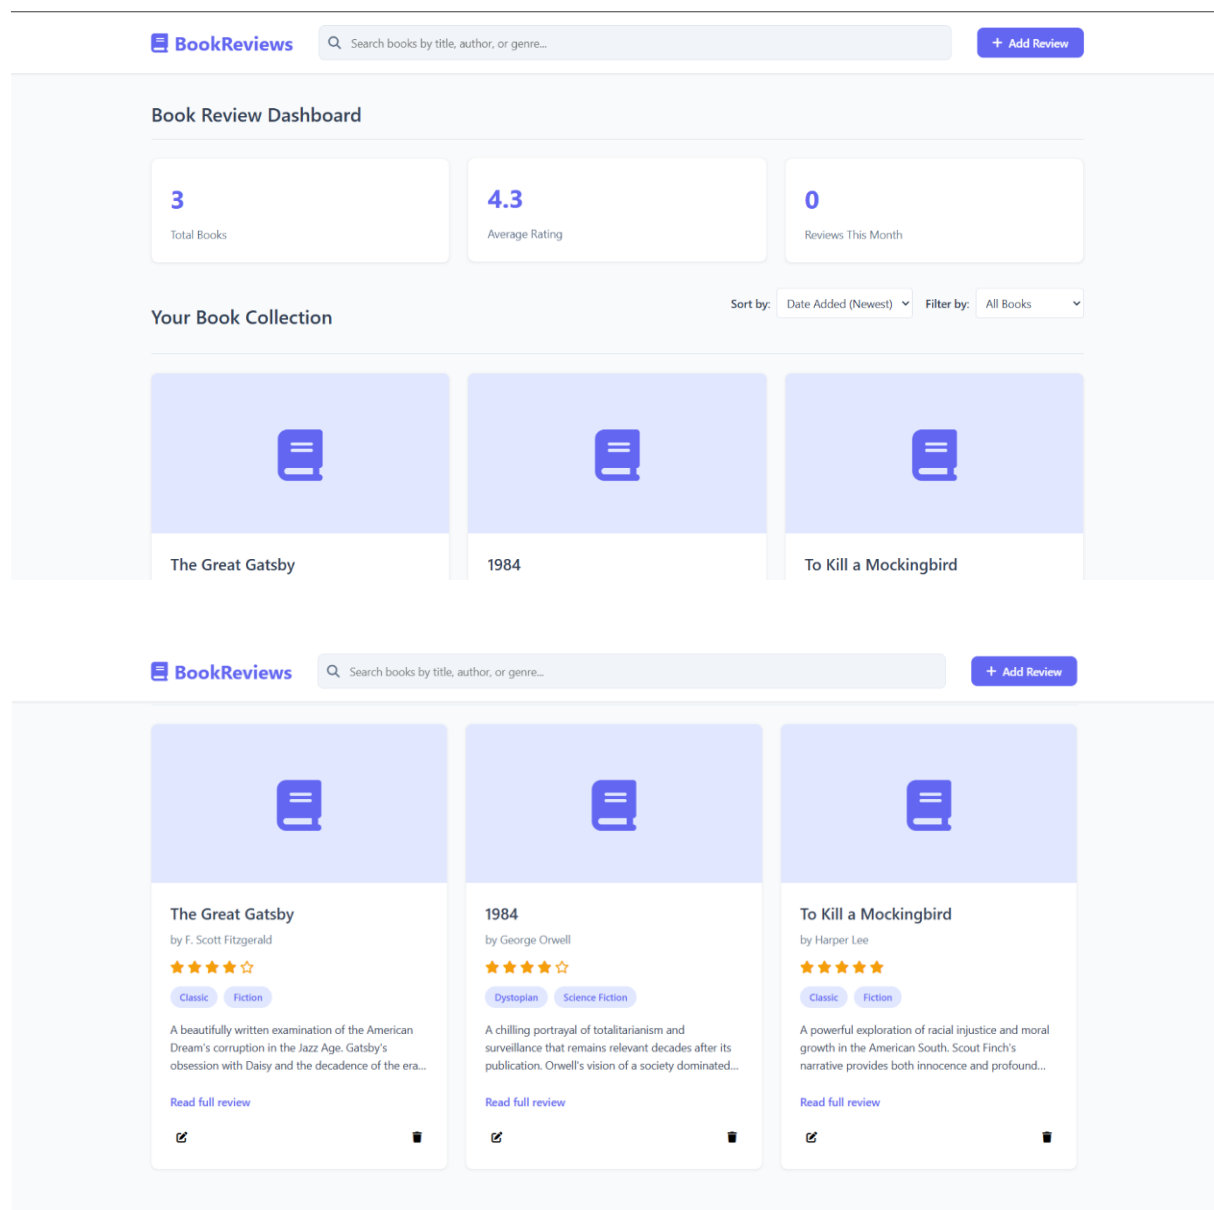 BookReviews
Search books by title, author, or genre...
+ Add Review
Book Review Dashboard
3
4.3
0
Total Books
Average Rating
Reviews This Month
Your Book Collection
Sort by:
Date Added (Newest)
Filter by:
All Books
The Great Gatsby
1984
To Kill a Mockingbird
BookReviews
Search books by title, author, or genre...
+ Add Review
The Great Gatsby
by F. Scott Fitzgerald
Classic
Fiction
A beautifully written examination of the American
Dream's corruption in the Jazz Age. Gatsby's
obsession with Daisy and the decadence of the era...
Read full review
1984
by George Orwell
Dystopian
Science Fiction
A chilling portrayal of totalitarianism and
surveillance that remains relevant decades after its
publication. Orwell's vision of a society dominated...
Read full review
To Kill a Mockingbird
by Harper Lee
Classic
Fiction
A powerful exploration of racial injustice and moral
growth in the American South. Scout Finch's
narrative provides both innocence and profound...
Read full review